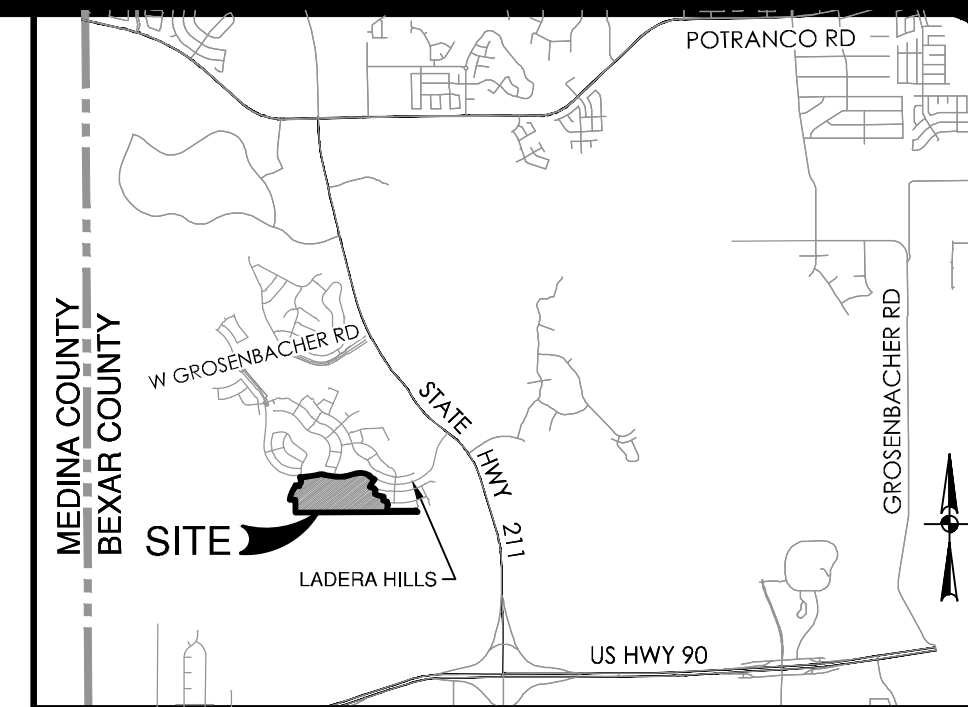 POTRANCO RD
W GROSENBACHER RD
GROSENBACHER RD
MEDINA COUNTY
BEXAR COUNTY
STATE HWY 211
SITE
LADERA HILLS
US HWY 90